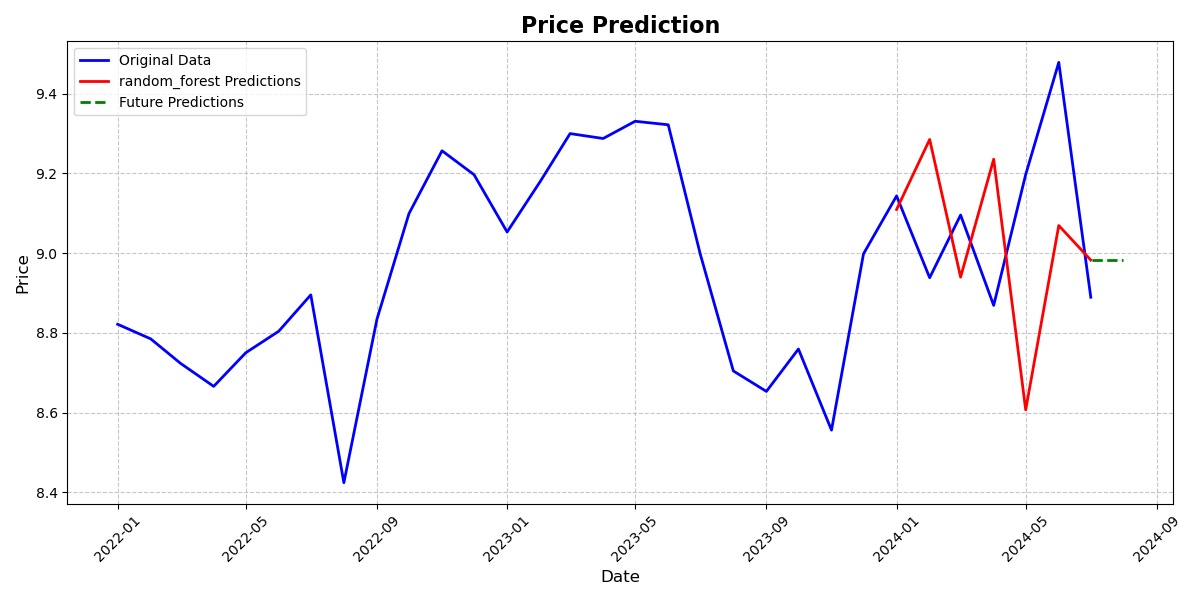 Price Prediction
Original Data
random_forest Predictions
Future Predictions
Price
9.4
9.2
9.0
8.8
8.6
8.4
2022-01
2022-05
2022-09
2023-01
2023-05
2023-09
2024-01
2024-05
2024-09
Date